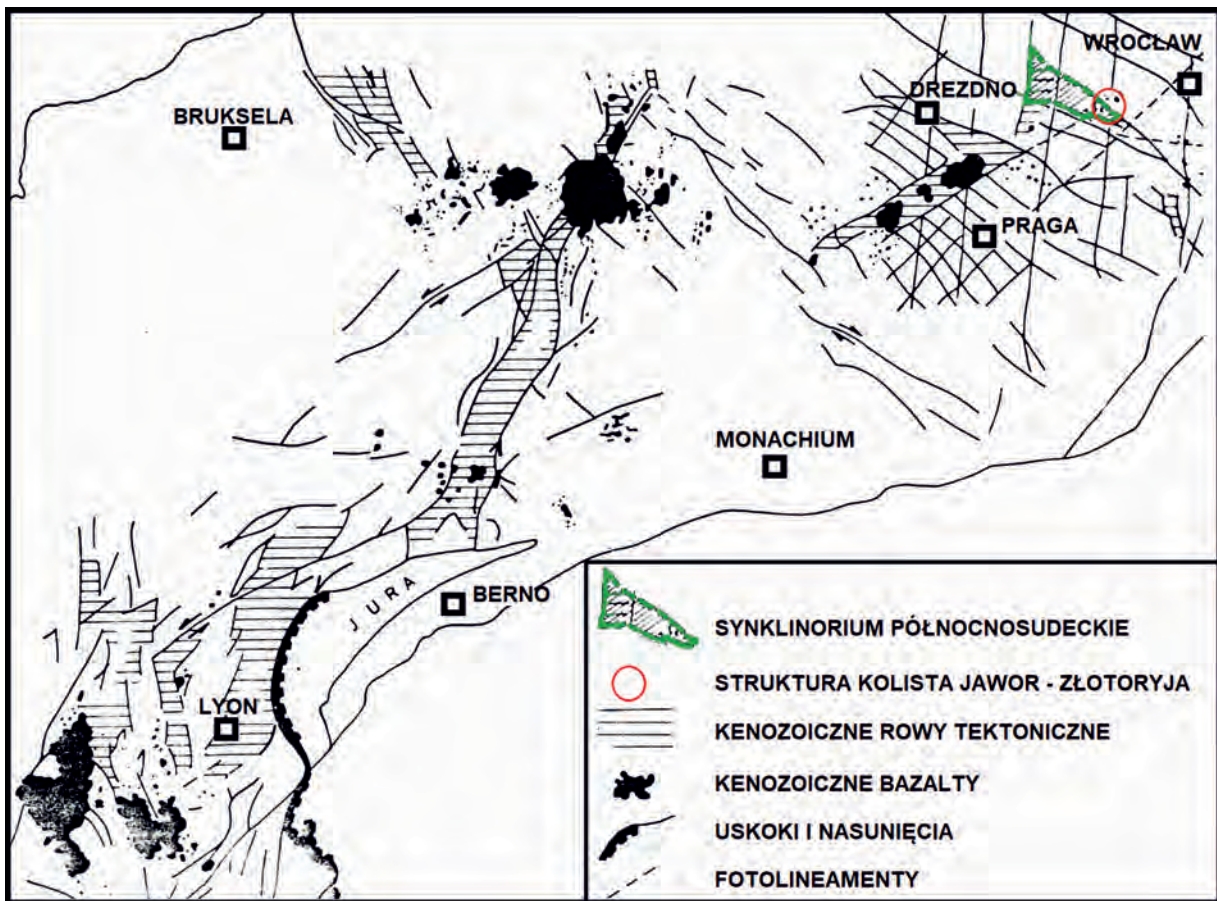 WROCŁAW
DREZDNO
BRUKSELA
PRAGA
MONACHIUM
BERNO
JURA
LYON
SYNKLINORIUM PÓŁNOCNOSUDECKIE
STRUKTURA KOLISTA JAWOR - ZŁOTORYJA
KENOZOICZNE ROWY TEKTONICZNE
KENOZOICZNE BAZALTY
USKOKI I NASUNIĘCIA
FOTOLINEAMENTY